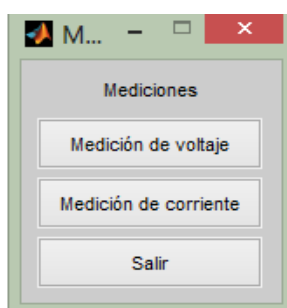 M...
Mediciones
Medición de voltaje
Medición de corriente
Salir